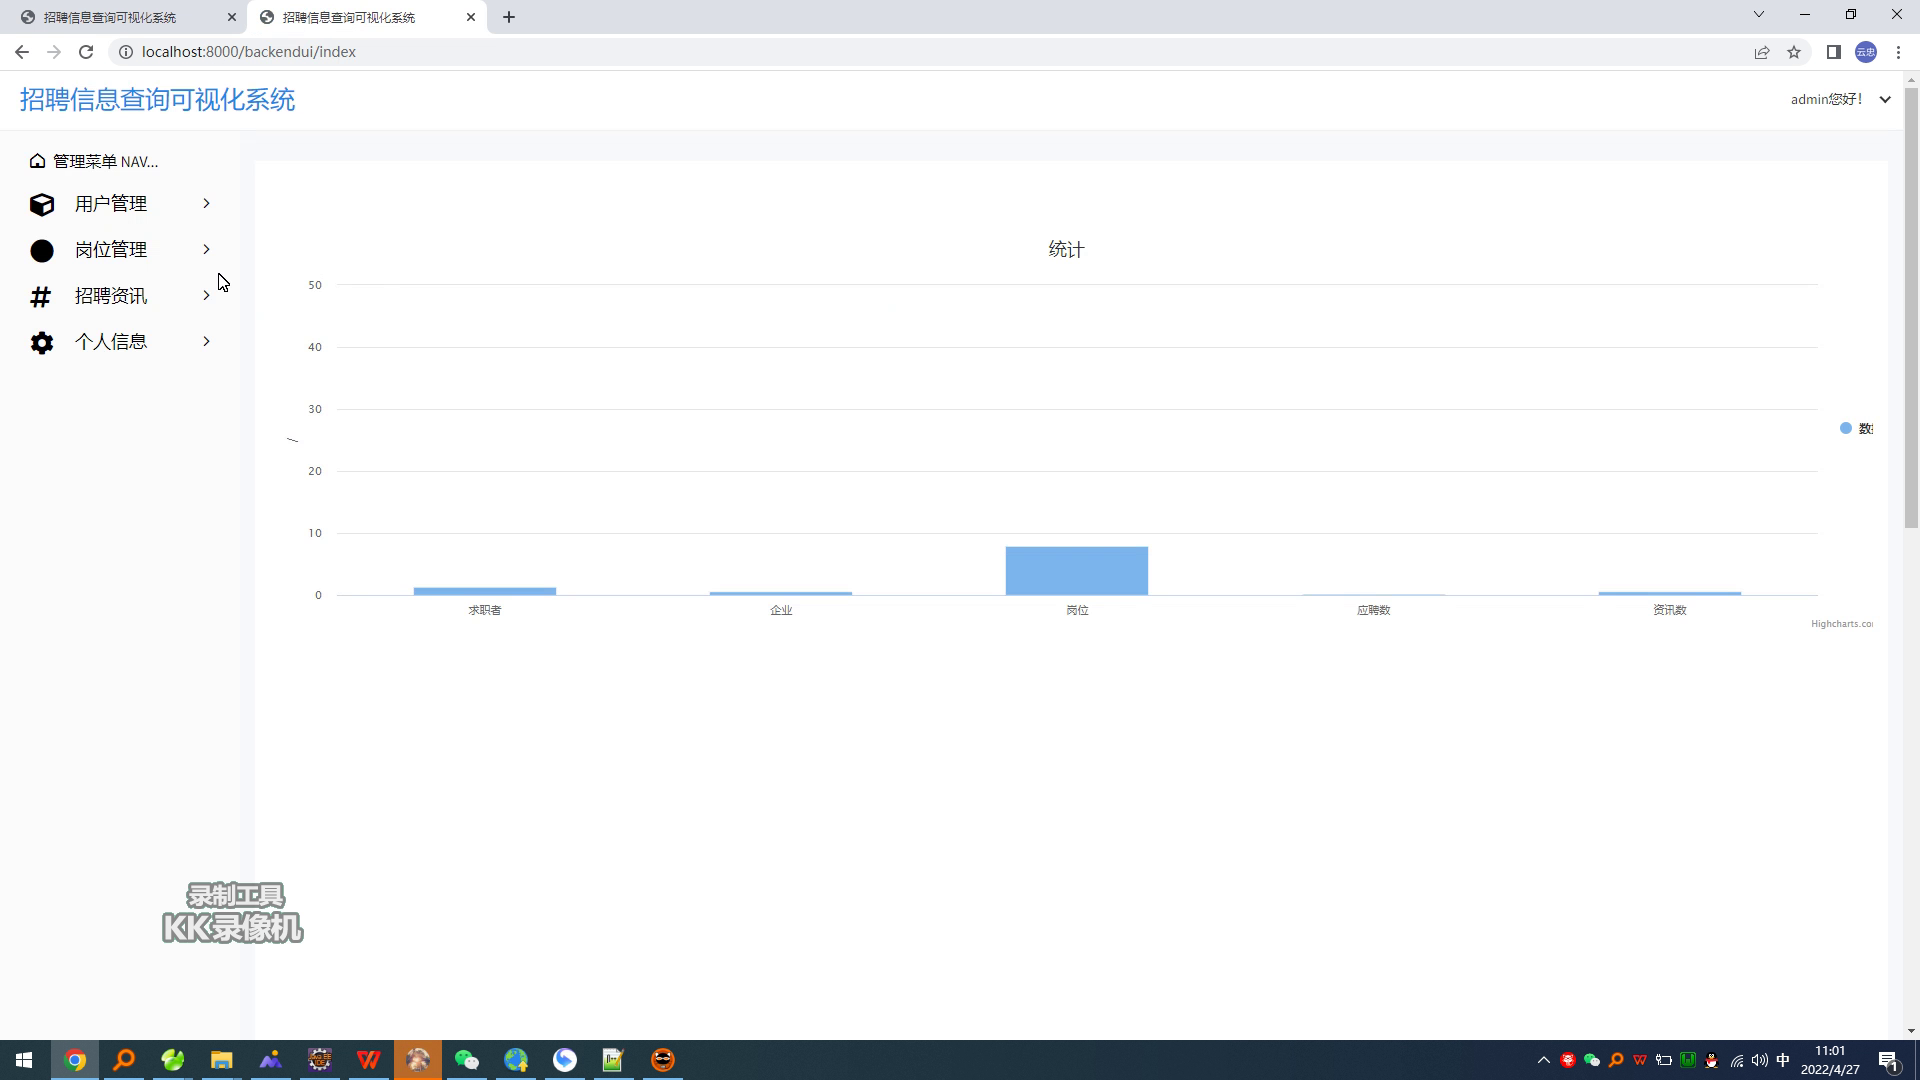 招聘信息查询可视化系统
招聘信息查询可视化系统
localhost:8000/backendui/index
云忠
招聘信息查询可视化系统
admin您好！
管理菜单 NAV...
用户管理
岗位管理
招聘资讯
个人信息
统计
50
40
30
20
10
0
求职者
企业
岗位
应聘数
资讯数
Highcharts.co
录制工具
KK录像机
中
11:01
2022/4/27
1